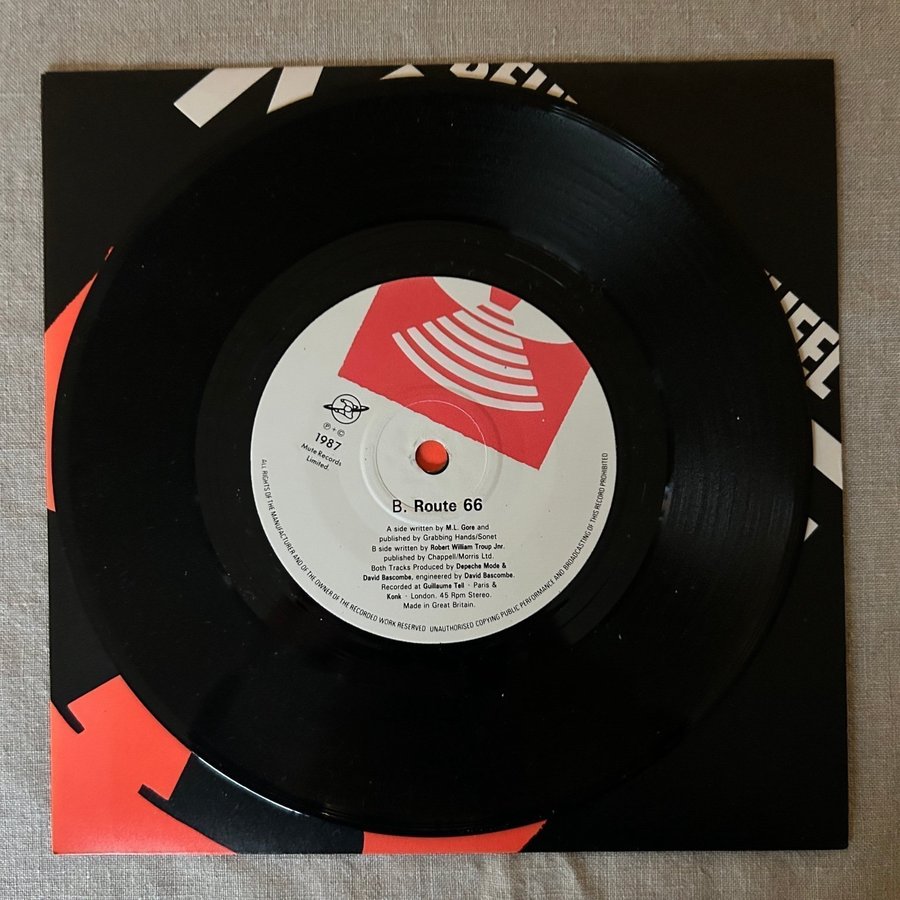 ℗ + ©
1987
Mute Records
Limited.
B. Route 66
A side written by M.L. Gore and
published by Grabbing Hands/Sonet
B side written by Robert William Troup Jnr.
published by Chappell/Morris Ltd.
Both Tracks Produced by Depeche Mode &
David Bascombe, engineered by David Bascombe.
Recorded at Guillaume Tell · Paris &
Konk · London. 45 Rpm Stereo.
Made in Great Britain.
ALL RIGHTS OF THE MANUFACTURER AND OF THE OWNER OF THE RECORDED WORK RESERVED · UNAUTHORISED COPYING PUBLIC PERFORMANCE AND BROADCASTING OF THIS RECORD PROHIBITED